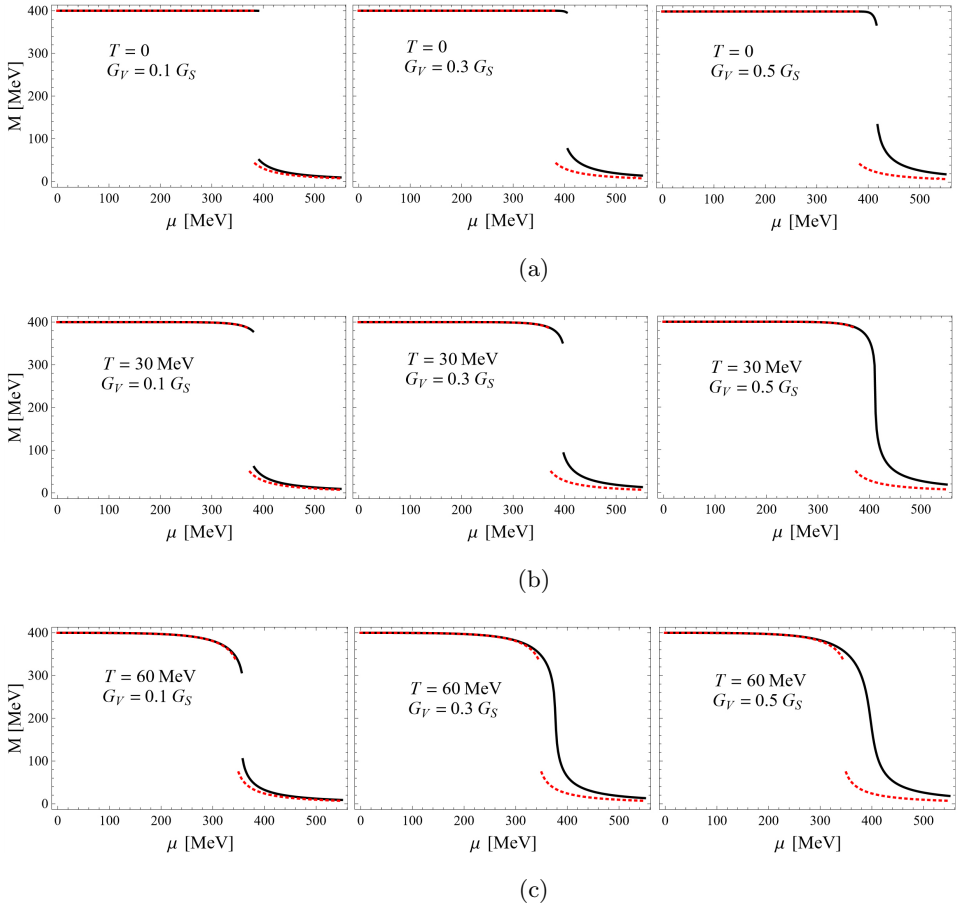 400
300
200
100
0
M [MeV]
T = 0
G_V = 0.1 G_S
T = 0
G_V = 0.3 G_S
T = 0
G_V = 0.5 G_S
0 100 200 300 400 500
0 100 200 300 400 500
0 100 200 300 400 500
μ [MeV]
μ [MeV]
μ [MeV]
(a)
400
300
200
100
0
M [MeV]
T = 30 MeV
G_V = 0.1 G_S
T = 30 MeV
G_V = 0.3 G_S
T = 30 MeV
G_V = 0.5 G_S
0 100 200 300 400 500
0 100 200 300 400 500
0 100 200 300 400 500
μ [MeV]
μ [MeV]
μ [MeV]
(b)
400
300
200
100
0
M [MeV]
T = 60 MeV
G_V = 0.1 G_S
T = 60 MeV
G_V = 0.3 G_S
T = 60 MeV
G_V = 0.5 G_S
0 100 200 300 400 500
0 100 200 300 400 500
0 100 200 300 400 500
μ [MeV]
μ [MeV]
μ [MeV]
(c)